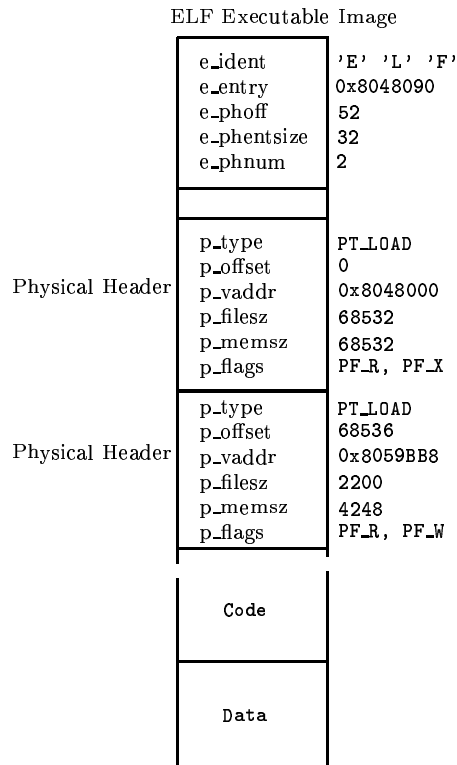 ELF Executable Image
e_ident 'E' 'L' 'F'
e_entry 0x8048090
e_phoff 52
e_phentsize 32
e_phnum 2
p_type PT_LOAD
p_offset 0
Physical Header p_vaddr 0x8048000
p_filesz 68532
p_memsz 68532
p_flags PF_R, PF_X
p_type PT_LOAD
p_offset 68536
Physical Header p_vaddr 0x8059BB8
p_filesz 2200
p_memsz 4248
p_flags PF_R, PF_W
Code
Data